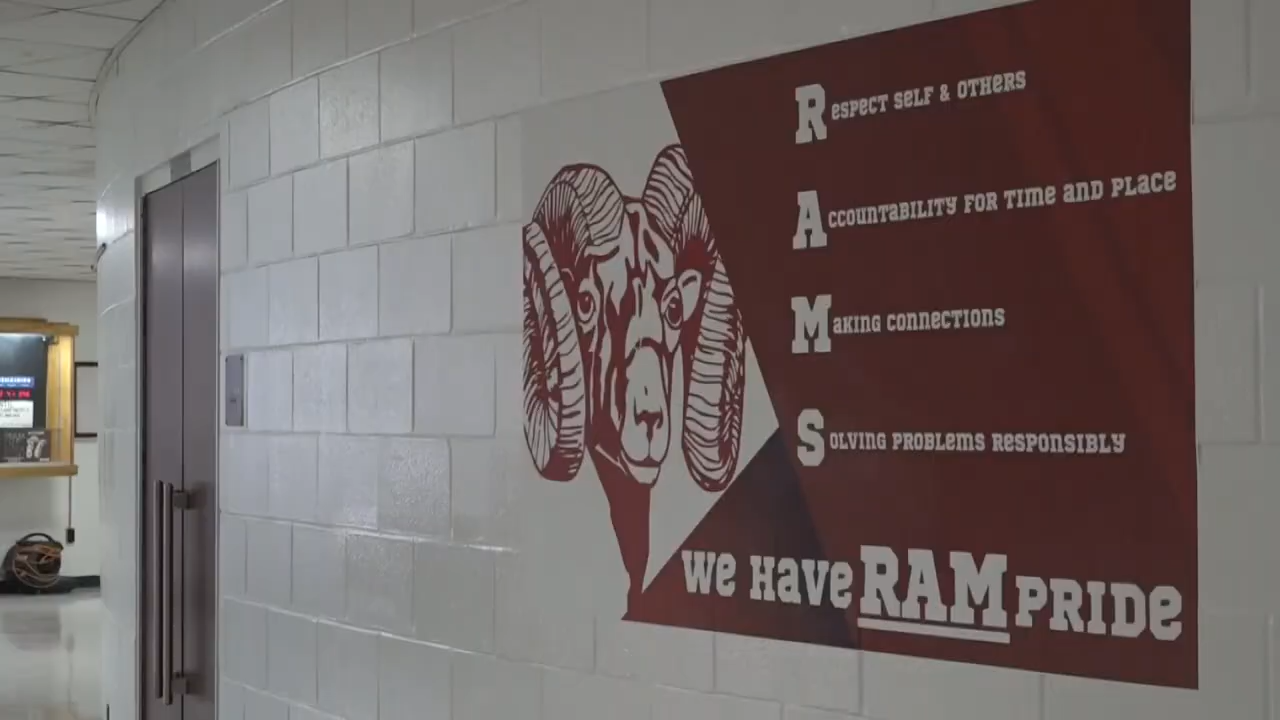 Respect self & others
Accountability for time and place
Making connections
Solving problems responsibly
We have RAM PRIDE